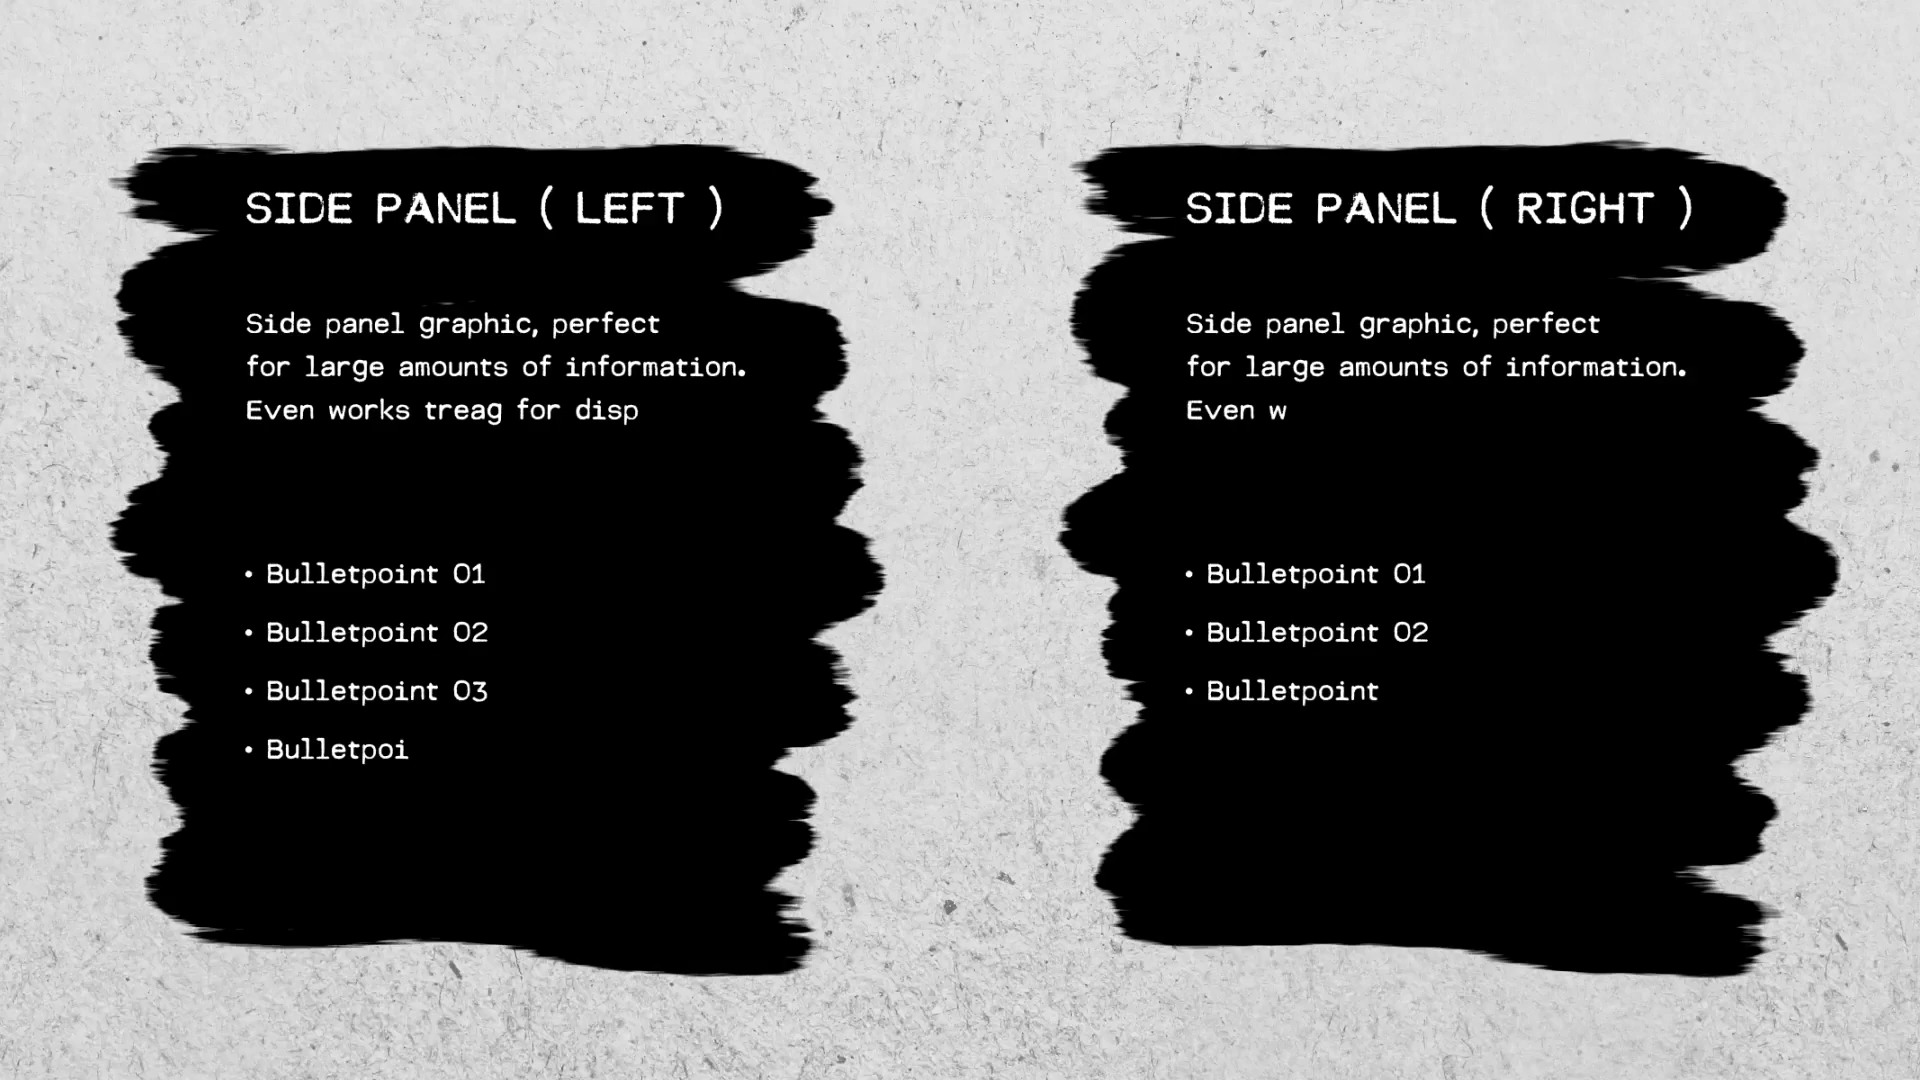 SIDE PANEL ( LEFT )
Side panel graphic, perfect
for large amounts of information.
Even works treag for disp
• Bulletpoint 01
• Bulletpoint 02
• Bulletpoint 03
• Bulletpoi
SIDE PANEL ( RIGHT )
Side panel graphic, perfect
for large amounts of information.
Even w
• Bulletpoint 01
• Bulletpoint 02
• Bulletpoint